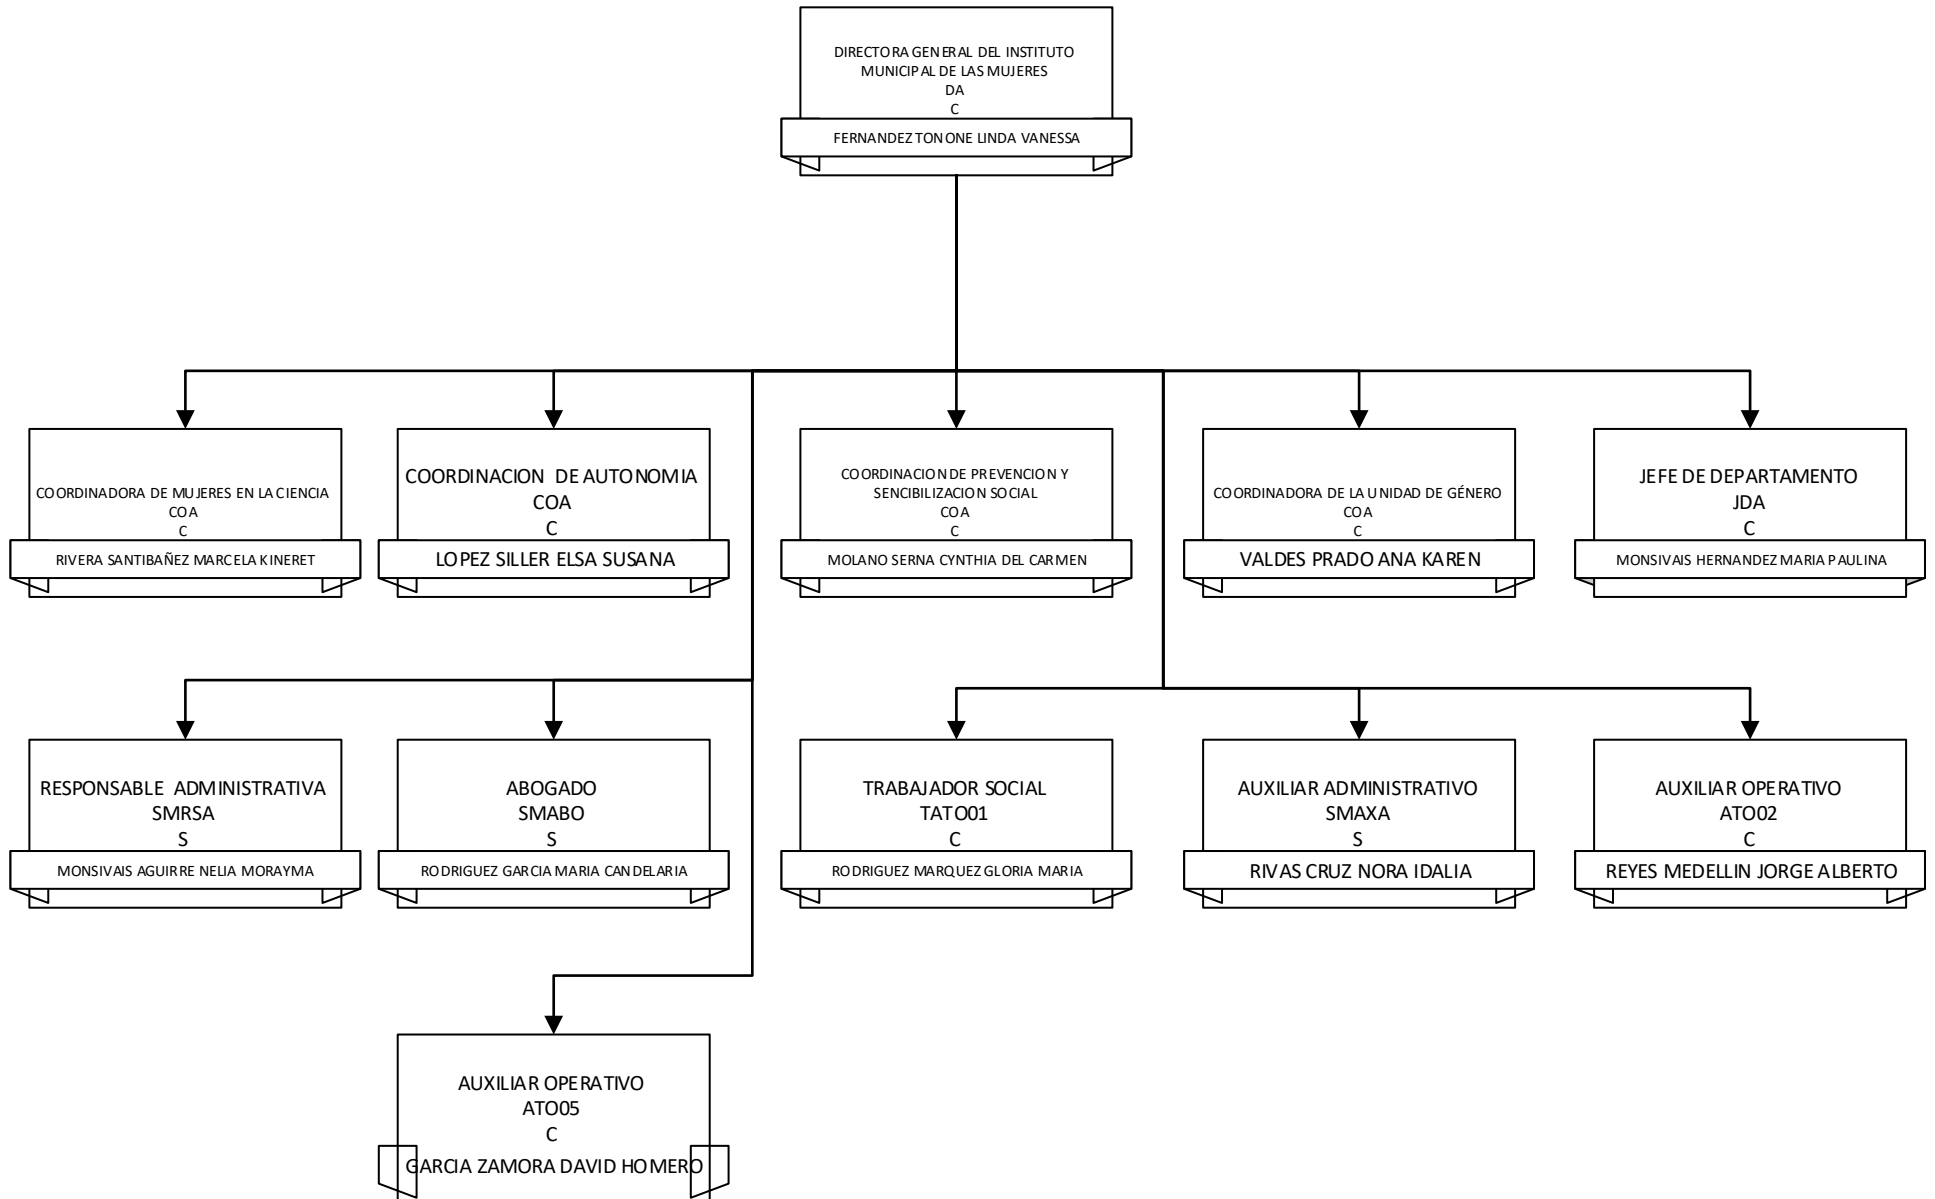 DIRECTORA GENERAL DEL INSTITUTO
MUNICIPAL DE LAS MUJERES
DA
C
FERNANDEZ TONONE LINDA VANESSA
COORDINADORA DE MUJERES EN LA CIENCIA
COA
C
RIVERA SANTIBAÑEZ MARCELA KINERET
COORDINACION DE AUTONOMIA
COA
C
LOPEZ SILLER ELSA SUSANA
COORDINACION DE PREVENCION Y
SENCIBILIZACION SOCIAL
COA
C
MOLANO SERNA CYNTHIA DEL CARMEN
COORDINADORA DE LA UNIDAD DE GÉNERO
COA
C
VALDES PRADO ANA KAREN
JEFE DE DEPARTAMENTO
JDA
C
MONSIVAIS HERNANDEZ MARIA PAULINA
RESPONSABLE ADMINISTRATIVA
SMRSA
S
MONSIVAIS AGUIRRE NELIA MORAYMA
ABOGADO
SMABO
S
RODRIGUEZ GARCIA MARIA CANDELARIA
TRABAJADOR SOCIAL
TATO01
C
RODRIGUEZ MARQUEZ GLORIA MARIA
AUXILIAR ADMINISTRATIVO
SMAXA
S
RIVAS CRUZ NORA IDALIA
AUXILIAR OPERATIVO
ATO02
C
REYES MEDELLIN JORGE ALBERTO
AUXILIAR OPERATIVO
ATO05
C
GARCIA ZAMORA DAVID HOMERO